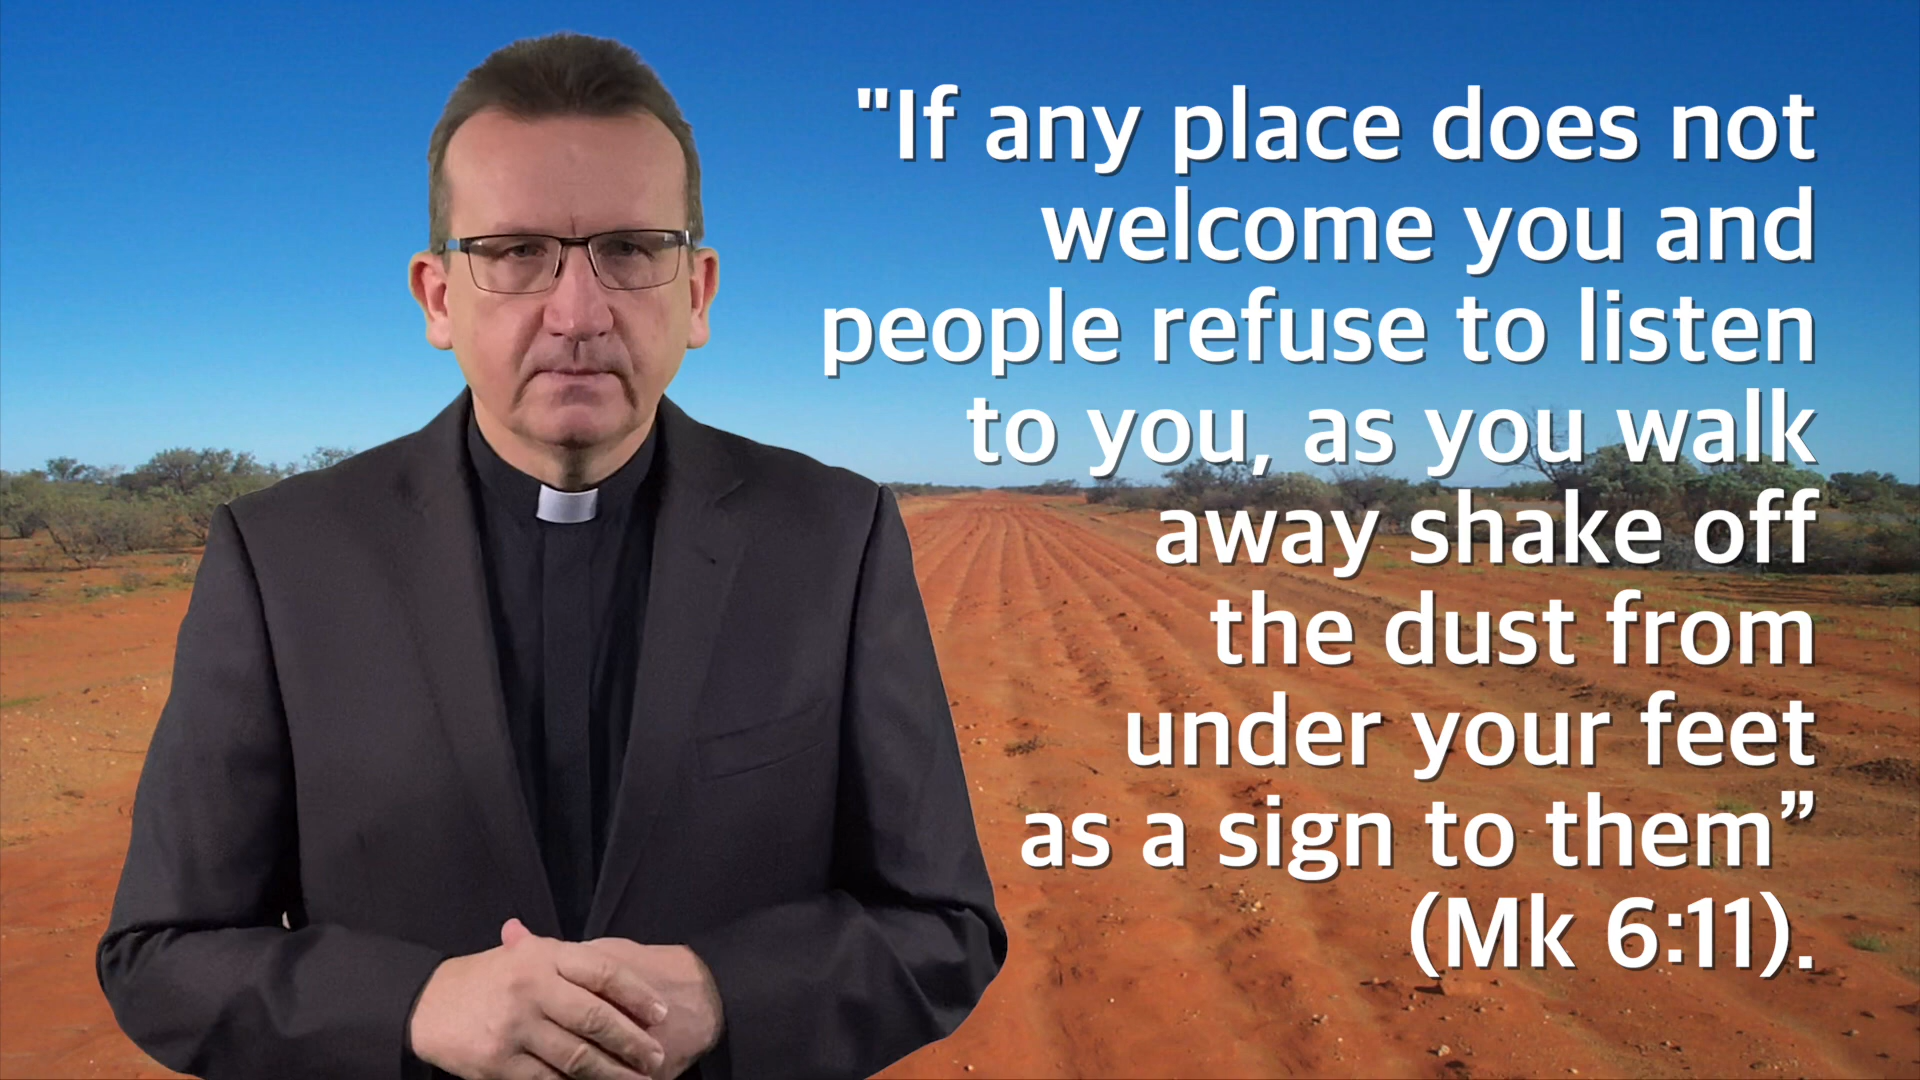 "If any place does not
welcome you and
people refuse to listen
to you, as you walk
away shake off
the dust from
under your feet
as a sign to them”
(Mk 6:11).